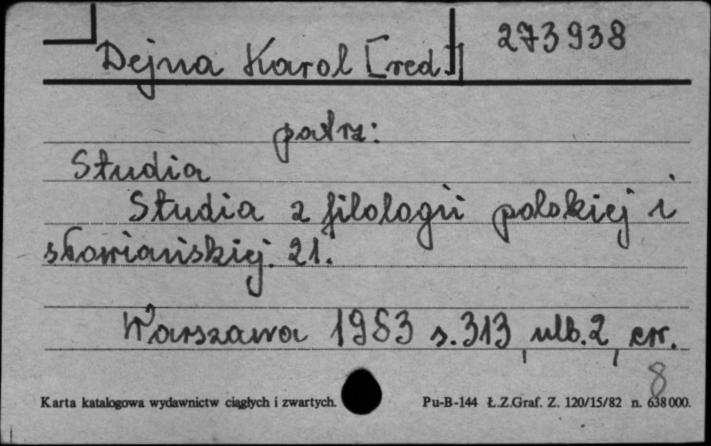 Dejna Karol [red.] 273938
patrz:
Studia
Studia z filologii polskiej i
słowiańskiej. 21.
Warszawa 1983 s. 313, nlb. 2, err.
8
Karta katalogowa wydawnictw ciągłych i zwartych. Pu-B-144 Ł.Z.Graf. Z. 120/15/82 n. 638 000.